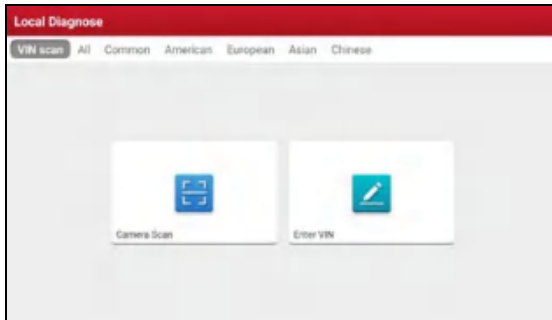 Local Diagnose
VIN scan All Common American European Asian Chinese
Camera Scan Enter VIN